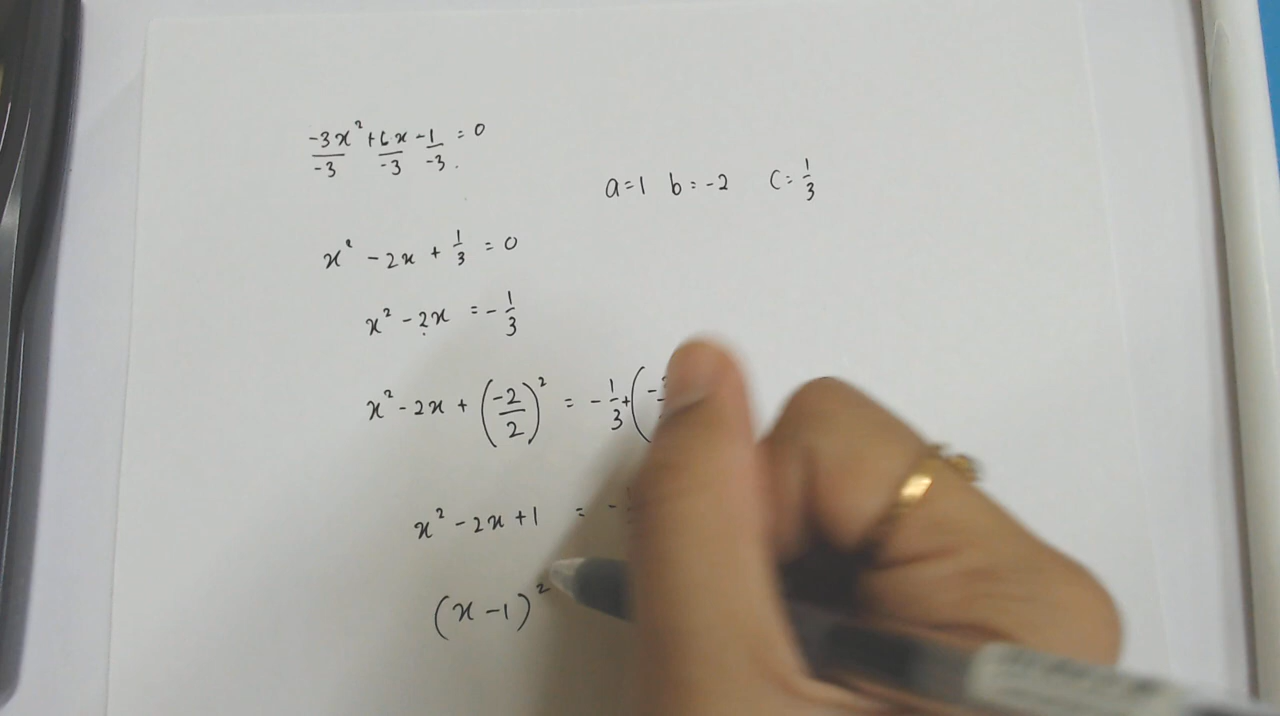 -3x²/-3 + 6x/-3 - 1/-3 = 0
a=1 b=-2 c=1/3
x² - 2x + 1/3 = 0
x² - 2x = -1/3
x² - 2x + (-2/2)² = -1/3 + (-
x² - 2x + 1 = -
(x - 1)²